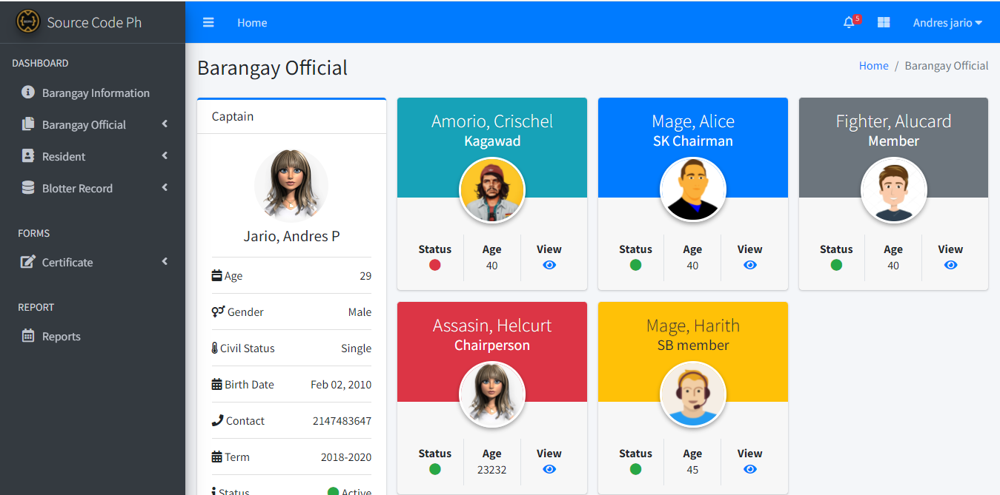 Source Code Ph
Home
5
Andres jario
DASHBOARD
Barangay Information
Barangay Official
Resident
Blotter Record
FORMS
Certificate
REPORT
Reports
Barangay Official
Home / Barangay Official
Captain
Jario, Andres P
Age 29
Gender Male
Civil Status Single
Birth Date Feb 02, 2010
Contact 2147483647
Term 2018-2020
Status Active
Amorio, Crischel
Kagawad
Status Age View
40
Mage, Alice
SK Chairman
Status Age View
40
Fighter, Alucard
Member
Status Age View
40
Assasin, Helcurt
Chairperson
Status Age View
23232
Mage, Harith
SB member
Status Age View
45